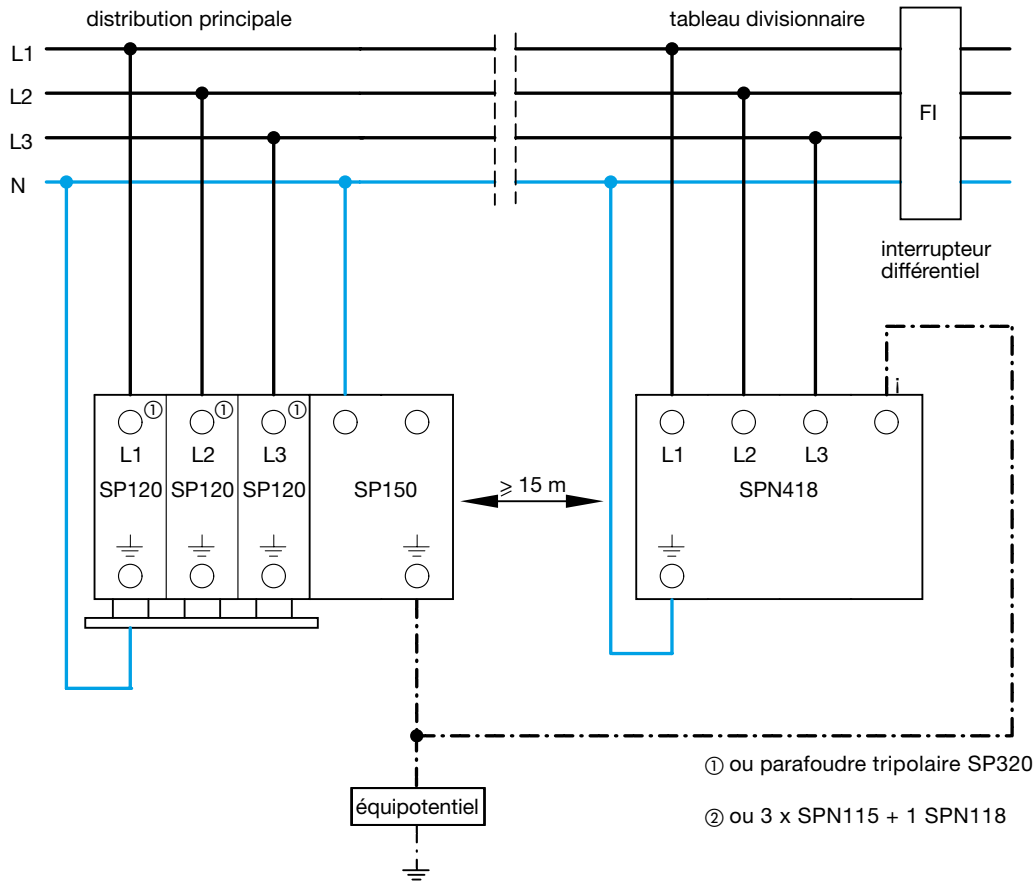 distribution principale
tableau divisionnaire
L1
L2
L3
N
FI
interrupteur
différentiel
① ① ①
L1 L2 L3
SP120 SP120 SP120 SP150
≥ 15 m
¡
L1 L2 L3
SPN418
équipotentiel
① ou parafoudre tripolaire SP320
② ou 3 x SPN115 + 1 SPN118